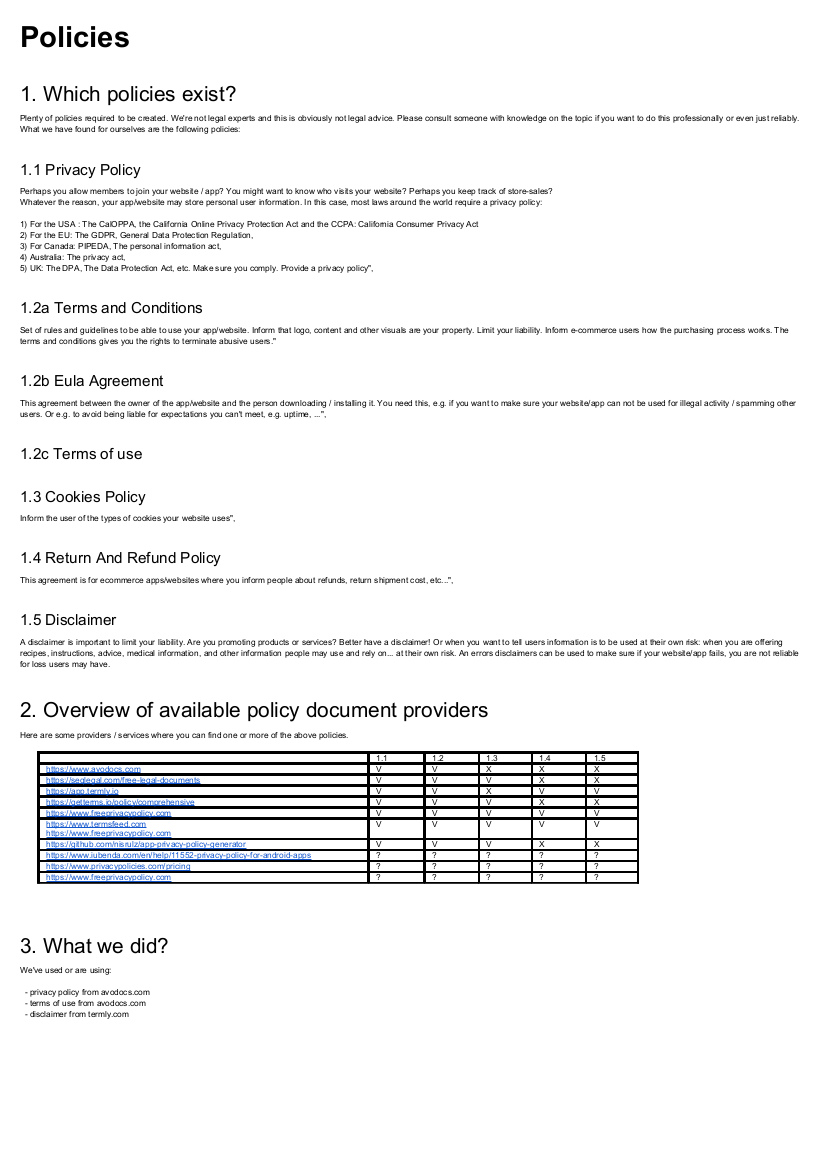 Policies
1. Which policies exist?
Plenty of policies required to be created. We're not legal experts and this is obviously not legal advice. Please consult someone with knowledge on the topic if you want to do this professionally or even just reliably.
What we have found for ourselves are the following policies:
1.1 Privacy Policy
Perhaps you allow members to join your website / app? You might want to know who visits your website? Perhaps you keep track of store-sales?
Whatever the reason, your app/website may store personal user information. In this case, most laws around the world require a privacy policy:
1) For the USA : The CalOPPA, the California Online Privacy Protection Act and the CCPA: California Consumer Privacy Act
2) For the EU: The GDPR, General Data Protection Regulation,
3) For Canada: PIPEDA, The personal information act,
4) Australia: The privacy act,
5) UK: The DPA, The Data Protection Act, etc. Make sure you comply. Provide a privacy policy",
1.2a Terms and Conditions
Set of rules and guidelines to be able to use your app/website. Inform that logo, content and other visuals are your property. Limit your liability. Inform e-commerce users how the purchasing process works. The
terms and conditions gives you the rights to terminate abusive users."
1.2b Eula Agreement
This agreement between the owner of the app/website and the person downloading / installing it. You need this, e.g. if you want to make sure your website/app can not be used for illegal activity / spamming other
users. Or e.g. to avoid being liable for expectations you can't meet, e.g. uptime, ...",
1.2c Terms of use
1.3 Cookies Policy
Inform the user of the types of cookies your website uses",
1.4 Return And Refund Policy
This agreement is for ecommerce apps/websites where you inform people about refunds, return shipment cost, etc...",
1.5 Disclaimer
A disclaimer is important to limit your liability. Are you promoting products or services? Better have a disclaimer! Or when you want to tell users information is to be used at their own risk: when you are offering
recipes, instructions, advice, medical information, and other information people may use and rely on... at their own risk. An errors disclaimers can be used to make sure if your website/app fails, you are not reliable
for loss users may have.
2. Overview of available policy document providers
Here are some providers / services where you can find one or more of the above policies.
1.1 1.2 1.3 1.4 1.5
https://www.avodocs.com V V X X X
https://seqlegal.com/free-legal-documents V V V X X
https://app.termly.io V V X V V
https://getterms.io/policy/comprehensive V V V X X
https://www.freeprivacypolicy.com V V V V V
https://www.termsfeed.com V V V V V
https://www.freeprivacypolicy.com
https://github.com/nisrulz/app-privacy-policy-generator V V V X X
https://www.iubenda.com/en/help/11552-privacy-policy-for-android-apps ? ? ? ? ?
https://www.privacypolicies.com/pricing ? ? ? ? ?
https://www.freeprivacypolicy.com ? ? ? ? ?
3. What we did?
We've used or are using:
- privacy policy from avodocs.com
- terms of use from avodocs.com
- disclaimer from termly.com